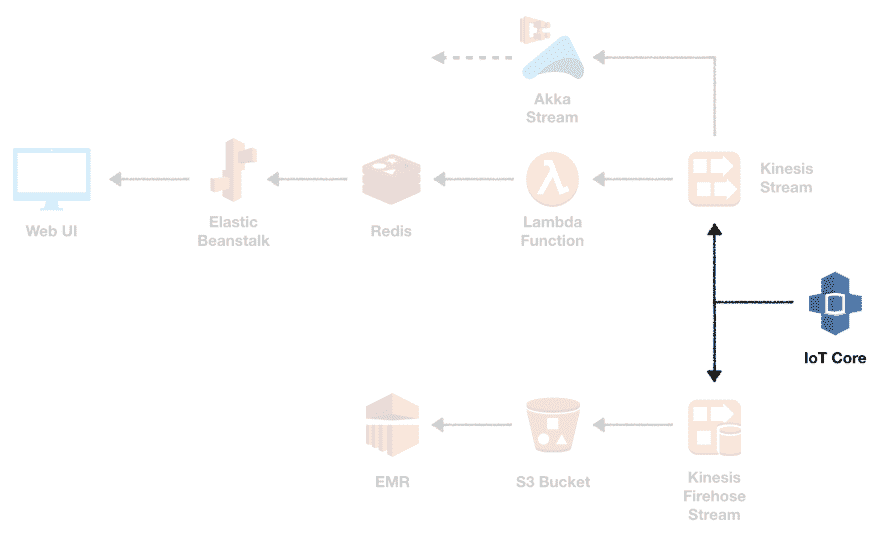 Akka
Stream
Kinesis
Stream
Web UI
Elastic
Beanstalk
Redis
Lambda
Function
IoT Core
EMR
S3 Bucket
Kinesis
Firehose
Stream